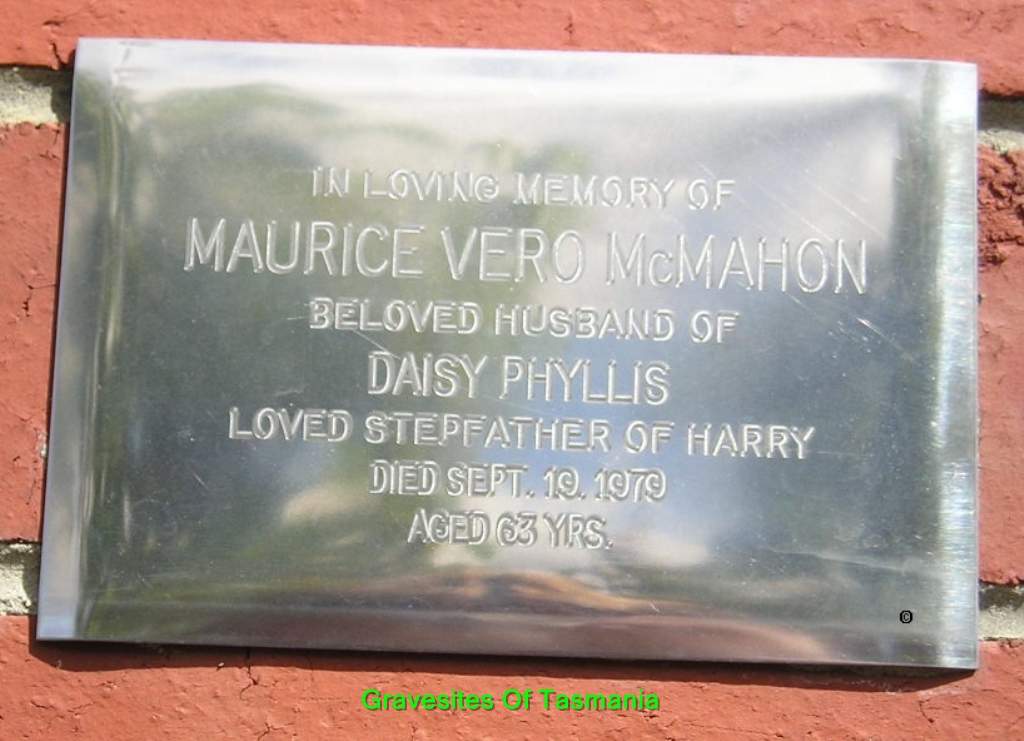 IN LOVING MEMORY OF
MAURICE VERO McMAHON
BELOVED HUSBAND OF
DAISY PHYLLIS
LOVED STEPFATHER OF HARRY
DIED SEPT. 19. 1979
AGED 63 YRS.
©
Gravesites Of Tasmania